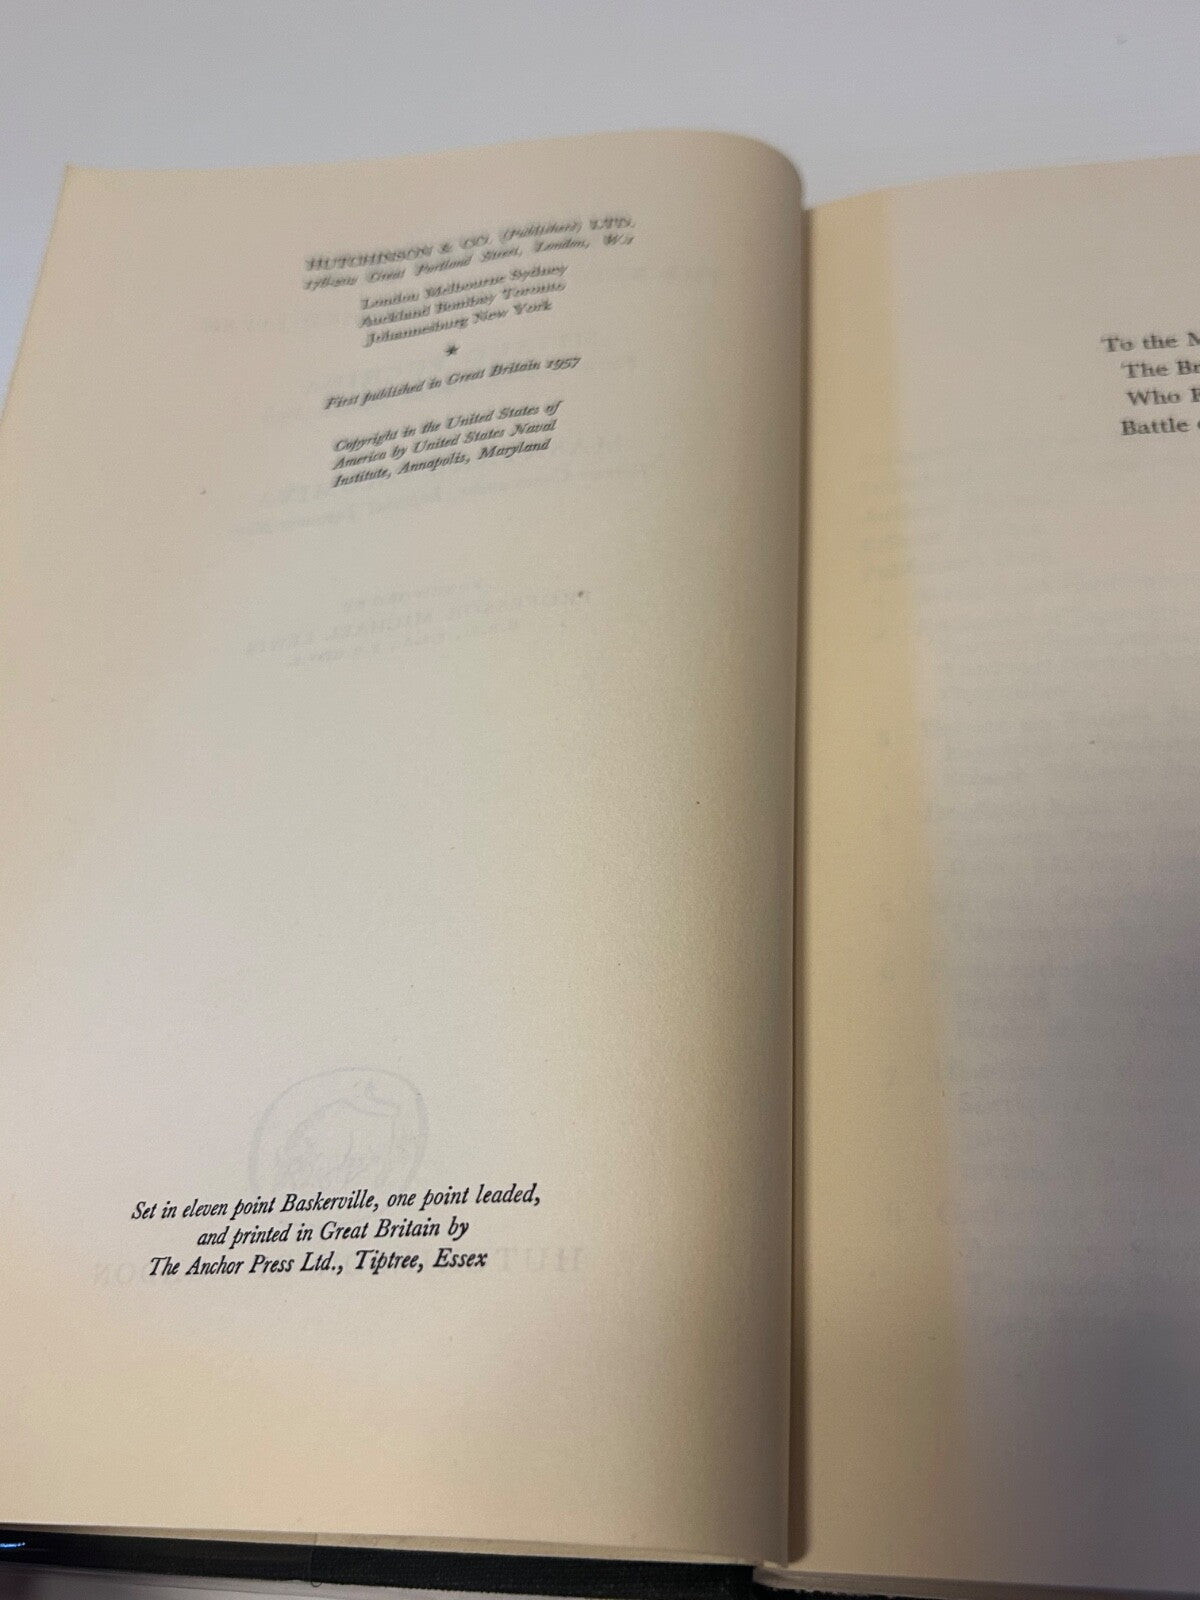 HUTCHINSON & CO. (Publishers) LTD.
178-202 Great Portland Street, London, W.1
London Melbourne Sydney
Auckland Bombay Toronto
Johannesburg New York
★
First published in Great Britain 1957
Copyright in the United States of
America by United States Naval
Institute, Annapolis, Maryland
Set in eleven point Baskerville, one point leaded,
and printed in Great Britain by
The Anchor Press Ltd., Tiptree, Essex
To the M
The Br
Who F
Battle